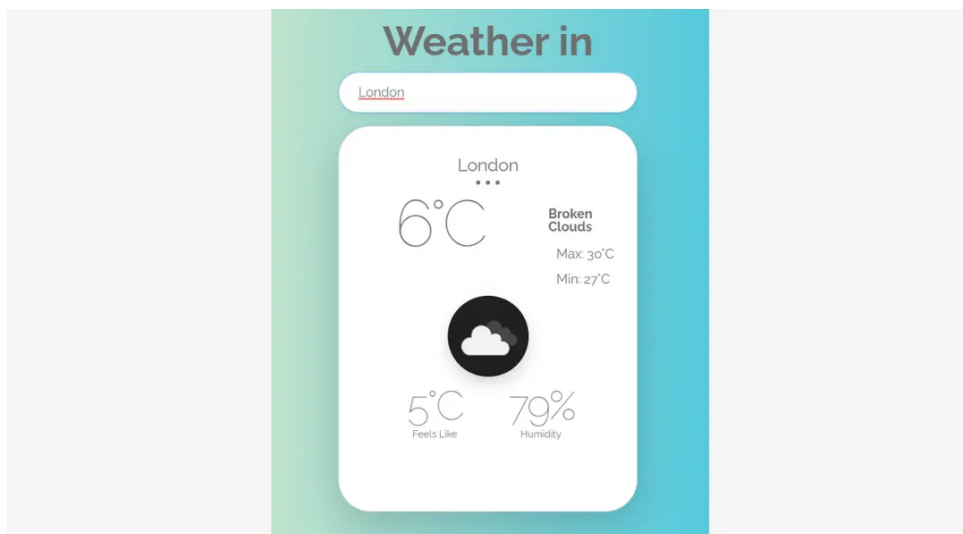 Weather in
London
London
6°C
Broken
Clouds
Max: 30°C
Min: 27°C
5°C
79%
Feels Like
Humidity